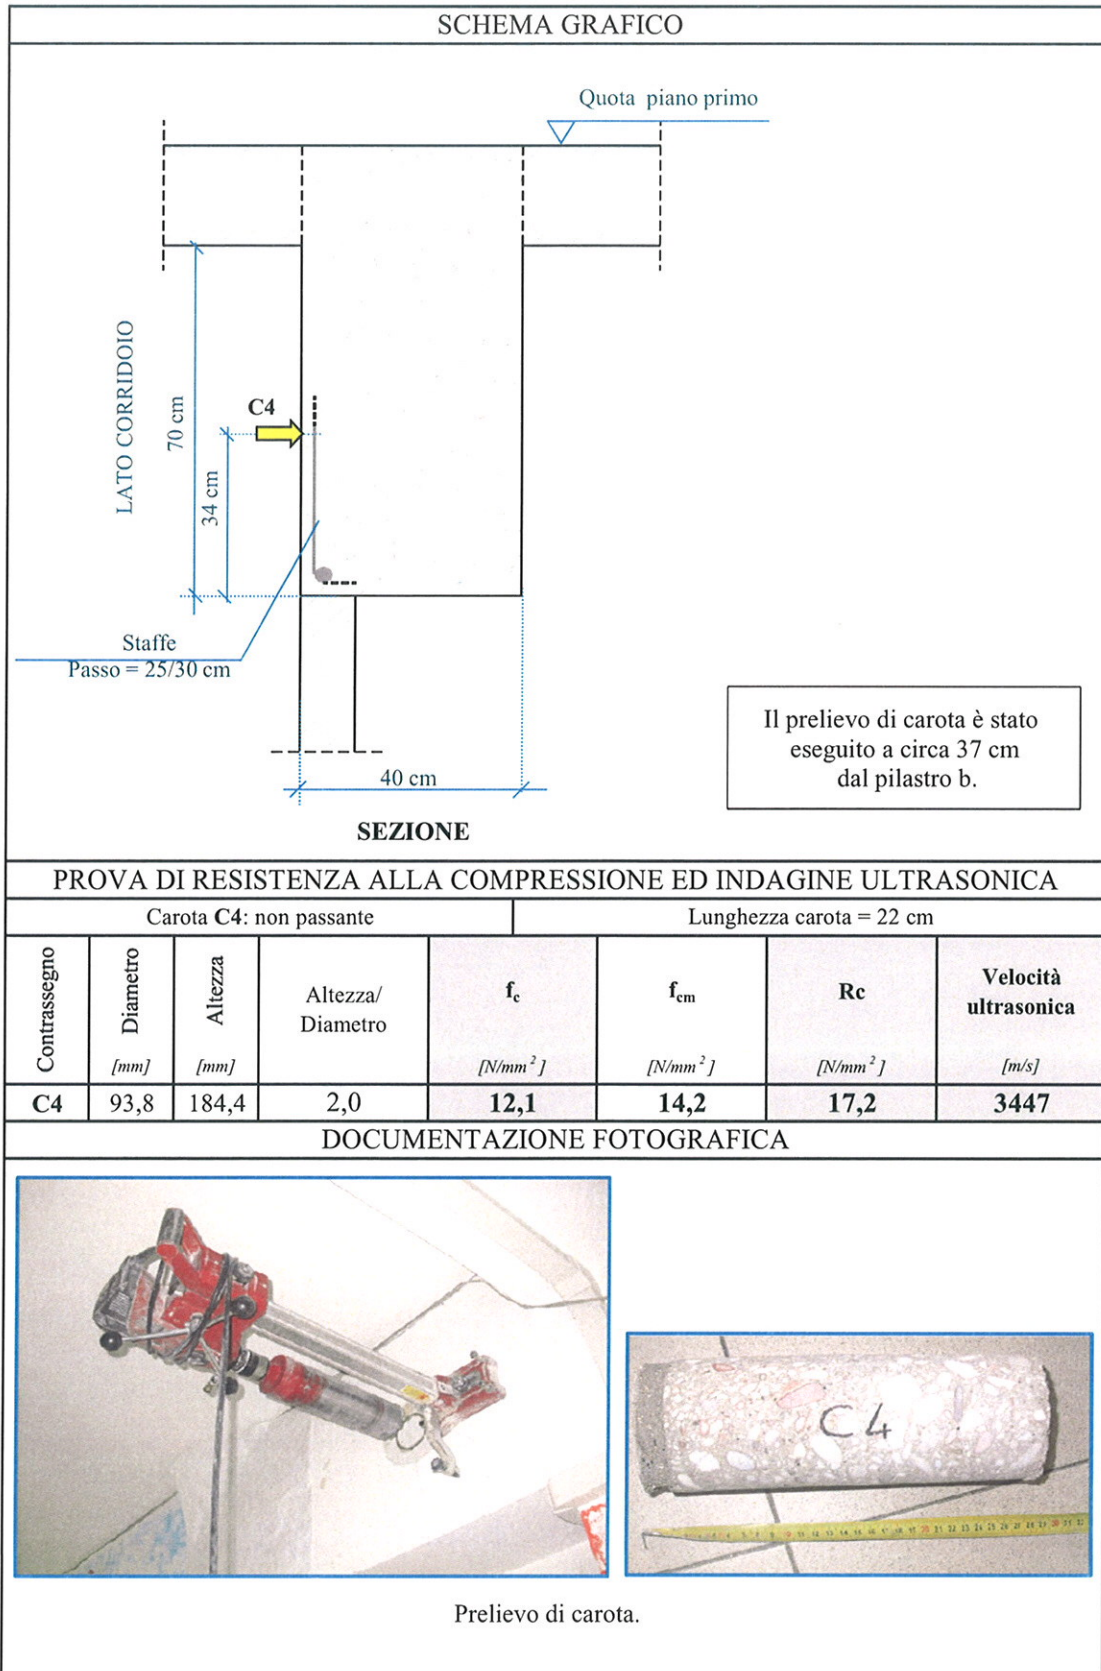 SCHEMA GRAFICO
Quota piano primo
LATO CORRIDOIO
70 cm
C4
34 cm
Staffe
Passo = 25/30 cm
Il prelievo di carota è stato
eseguito a circa 37 cm
dal pilastro b.
40 cm
SEZIONE
PROVA DI RESISTENZA ALLA COMPRESSIONE ED INDAGINE ULTRASONICA
Carota C4: non passante Lunghezza carota = 22 cm
Contrassegno Diametro [mm] Altezza [mm] Altezza/ Diametro fc [N/mm²] fcm [N/mm²] Rc [N/mm²] Velocità ultrasonica [m/s]
C4 93,8 184,4 2,0 12,1 14,2 17,2 3447
DOCUMENTAZIONE FOTOGRAFICA
C4
Prelievo di carota.